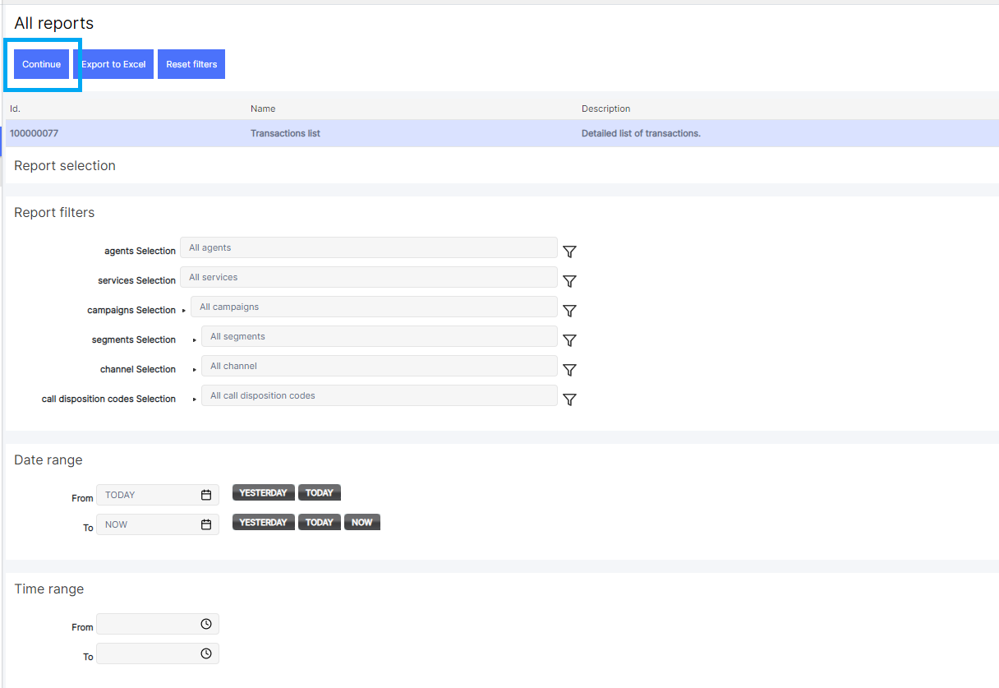 All reports
Continue Export to Excel Reset filters
Id. Name Description
100000077 Transactions list Detailed list of transactions.
Report selection
Report filters
agents Selection All agents
services Selection All services
campaigns Selection All campaigns
segments Selection All segments
channel Selection All channel
call disposition codes Selection All call disposition codes
Date range
From TODAY YESTERDAY TODAY
To NOW YESTERDAY TODAY NOW
Time range
From
To